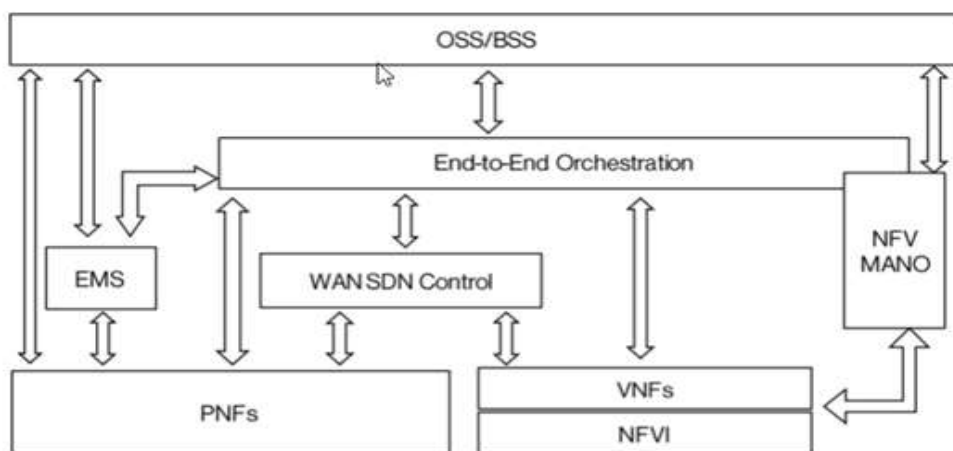 OSS/BSS
End-to-End Orchestration
NFV
MANO
EMS
WAN SDN Control
PNFs
VNFs
NFVI